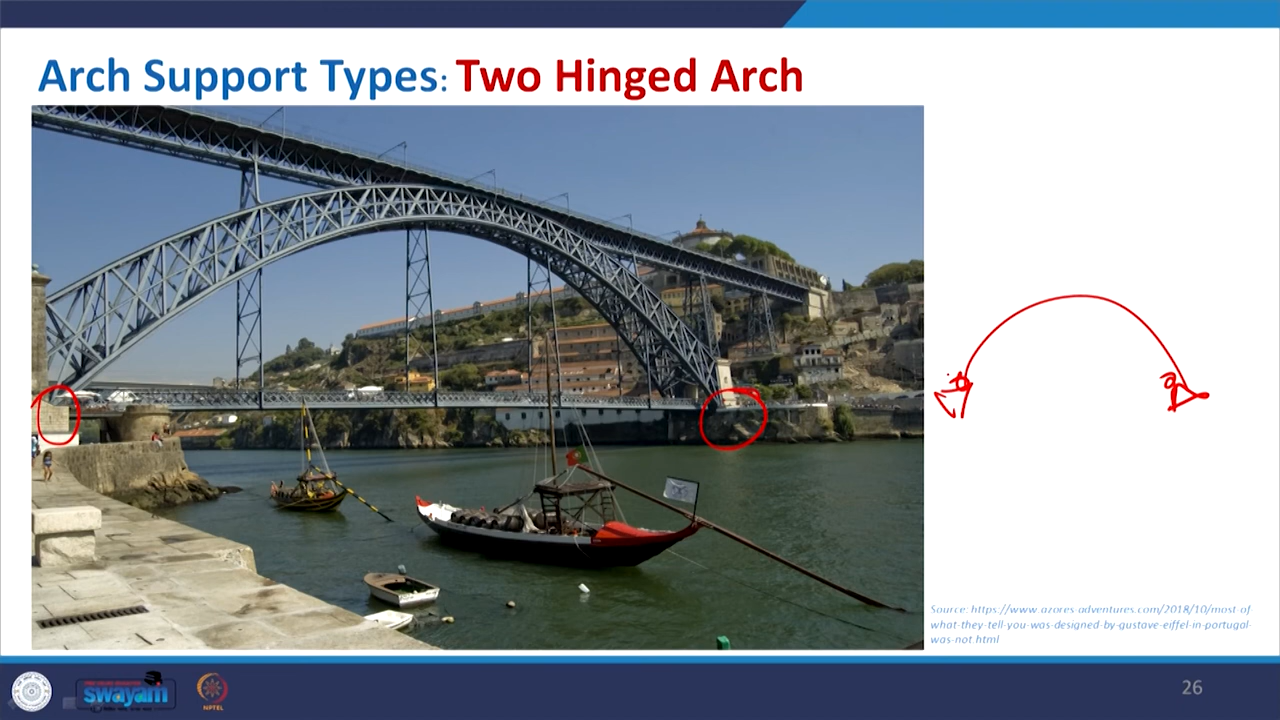 Arch Support Types: Two Hinged Arch
Source: https://www.azores-adventures.com/2018/10/most-of-
what-they-tell-you-was-designed-by-gustave-eiffel-in-portugal-
was-not.html
swayam
NPTEL
26